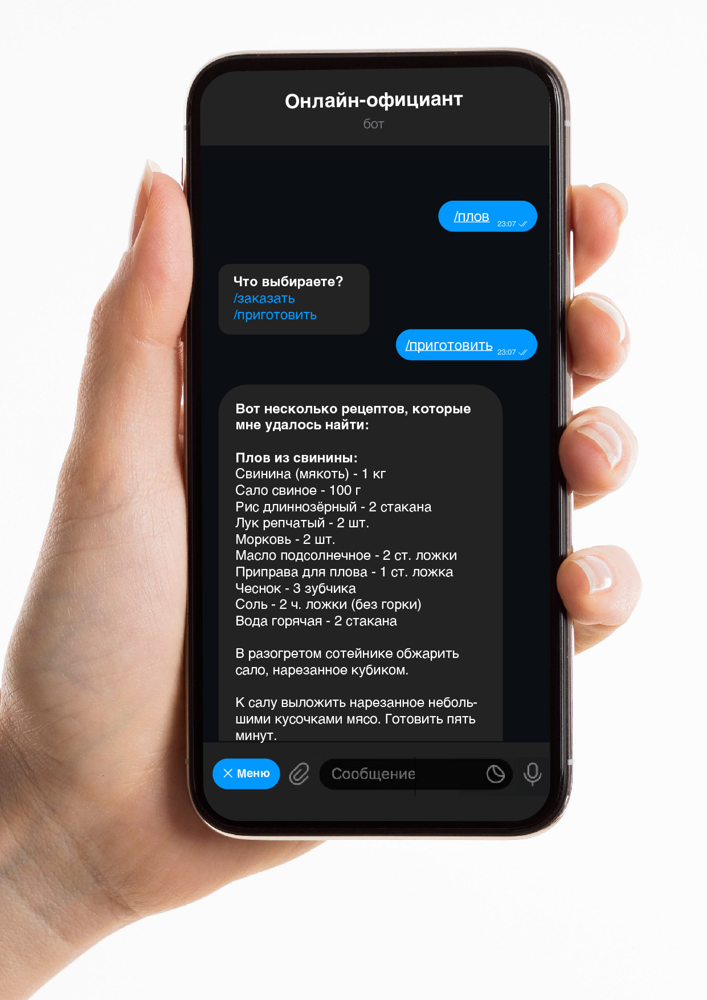 Онлайн-официант
бот
/плов 23:07
Что выбираете?
/заказать
/приготовить
/приготовить 23:07
Вот несколько рецептов, которые
мне удалось найти:
Плов из свинины:
Свинина (мякоть) - 1 кг
Сало свиное - 100 г
Рис длиннозёрный - 2 стакана
Лук репчатый - 2 шт.
Морковь - 2 шт.
Масло подсолнечное - 2 ст. ложки
Приправа для плова - 1 ст. ложка
Чеснок - 3 зубчика
Соль - 2 ч. ложки (без горки)
Вода горячая - 2 стакана
В разогретом сотейнике обжарить
сало, нарезанное кубиком.
К салу выложить нарезанное неболь-
шими кусочками мясо. Готовить пять
минут.
Меню Сообщение